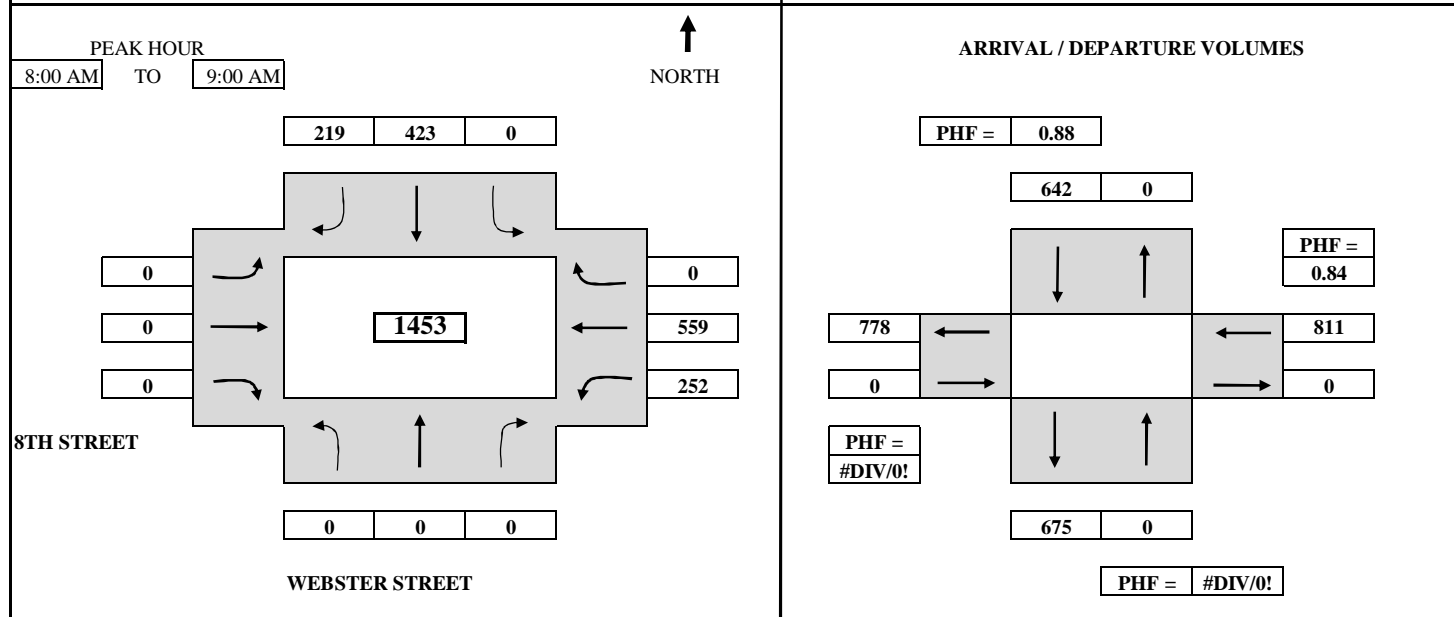 PEAK HOUR
8:00 AM TO 9:00 AM
NORTH
219 423 0
0 0
0 1453 559
0 252
8TH STREET
0 0 0
WEBSTER STREET
ARRIVAL / DEPARTURE VOLUMES
PHF = 0.88
642 0
PHF =
0.84
778 811
0 0
PHF =
#DIV/0!
675 0
PHF = #DIV/0!